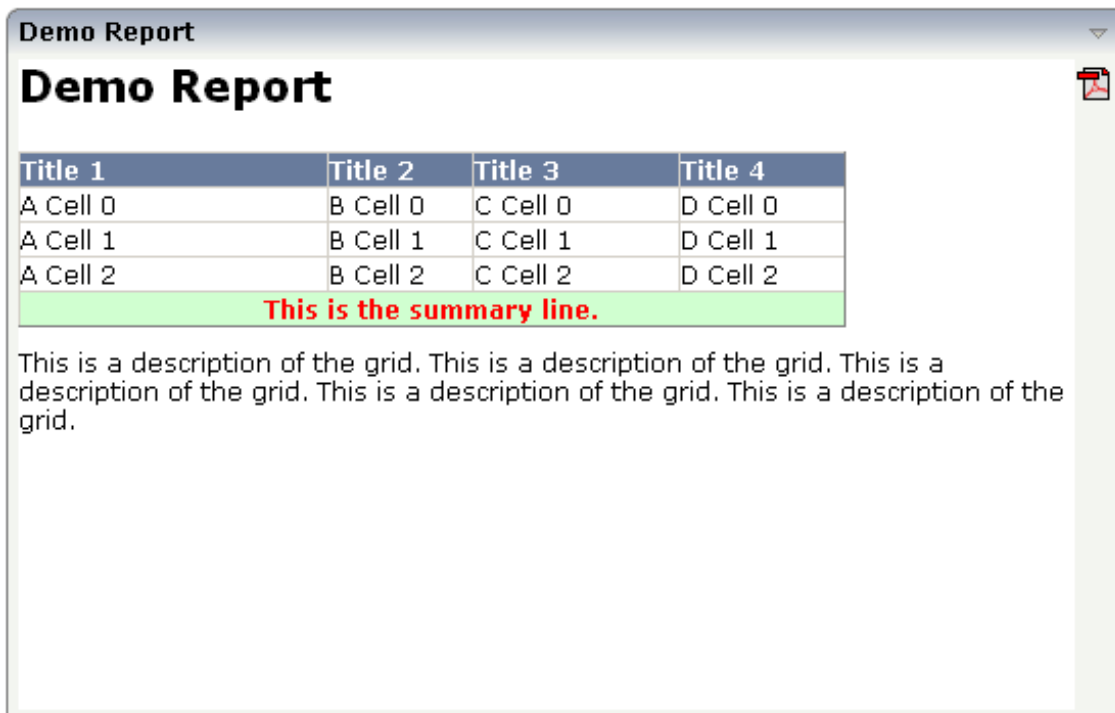 Demo Report
Demo Report
Title 1 Title 2 Title 3 Title 4
A Cell 0 B Cell 0 C Cell 0 D Cell 0
A Cell 1 B Cell 1 C Cell 1 D Cell 1
A Cell 2 B Cell 2 C Cell 2 D Cell 2
This is the summary line.
This is a description of the grid. This is a description of the grid. This is a
description of the grid. This is a description of the grid. This is a description of the
grid.